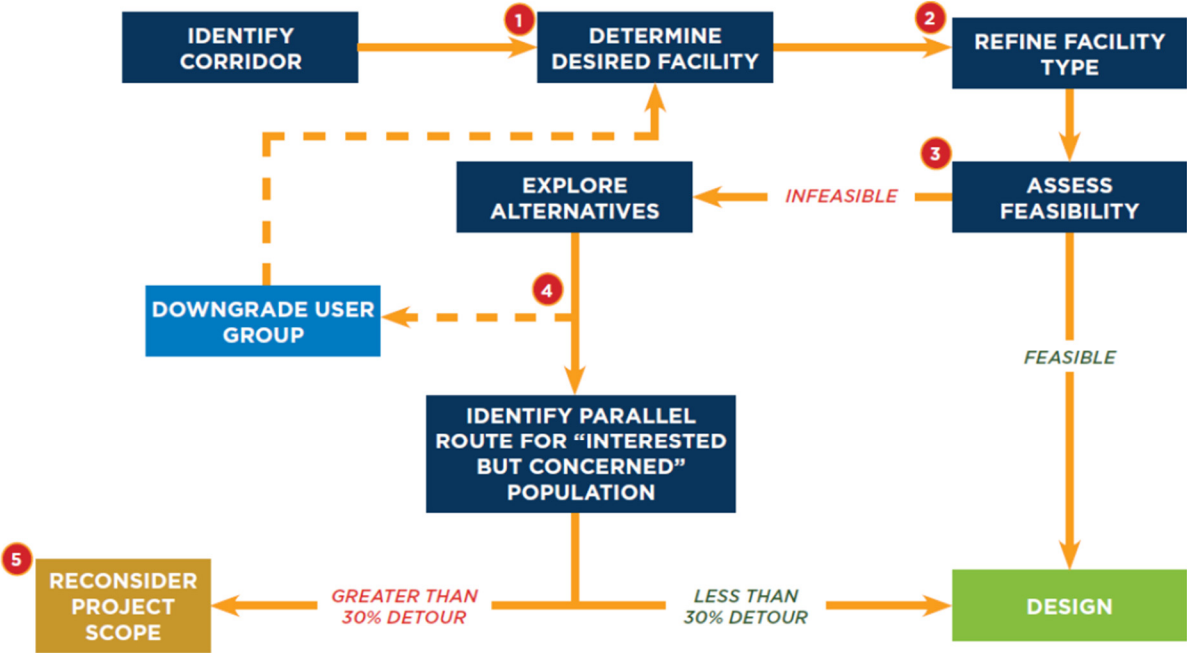 IDENTIFY
CORRIDOR
1
DETERMINE
DESIRED FACILITY
2
REFINE FACILITY
TYPE
3
ASSESS
FEASIBILITY
INFEASIBLE
EXPLORE
ALTERNATIVES
4
DOWNGRADE USER
GROUP
FEASIBLE
IDENTIFY PARALLEL
ROUTE FOR “INTERESTED
BUT CONCERNED”
POPULATION
5
RECONSIDER
PROJECT
SCOPE
GREATER THAN
30% DETOUR
LESS THAN
30% DETOUR
DESIGN